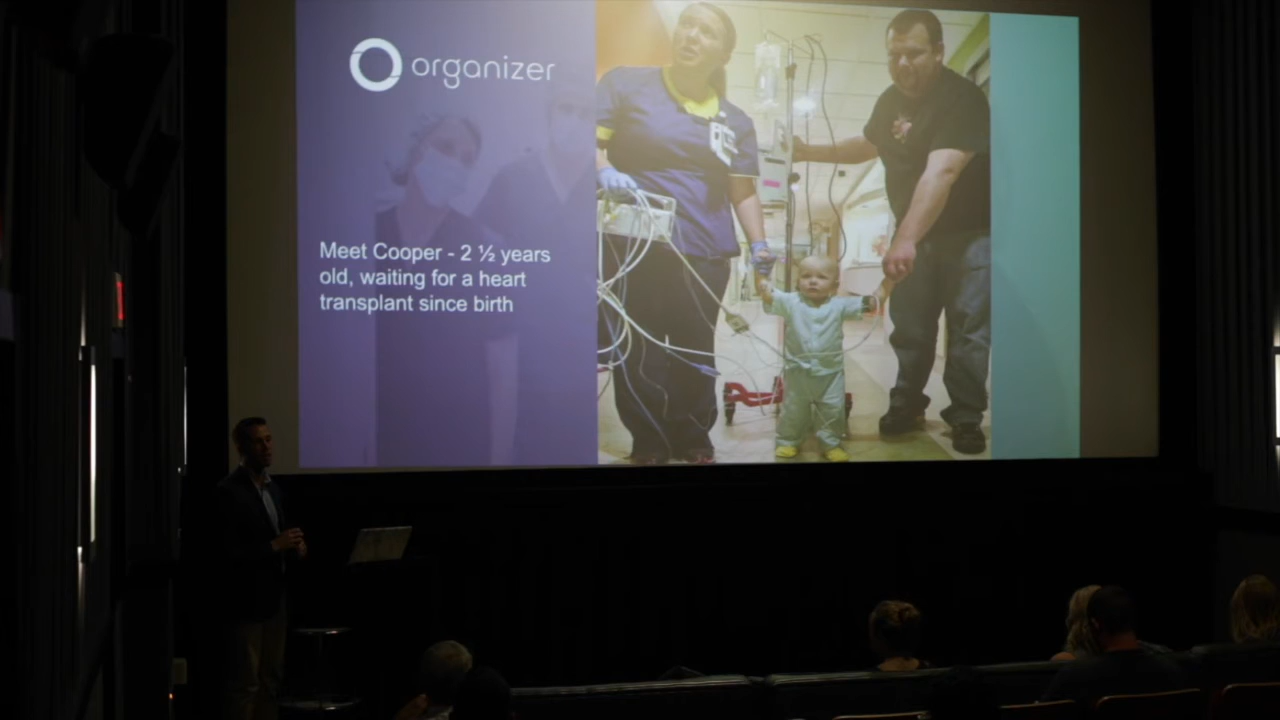 organizer
Meet Cooper - 2 ½ years
old, waiting for a heart
transplant since birth